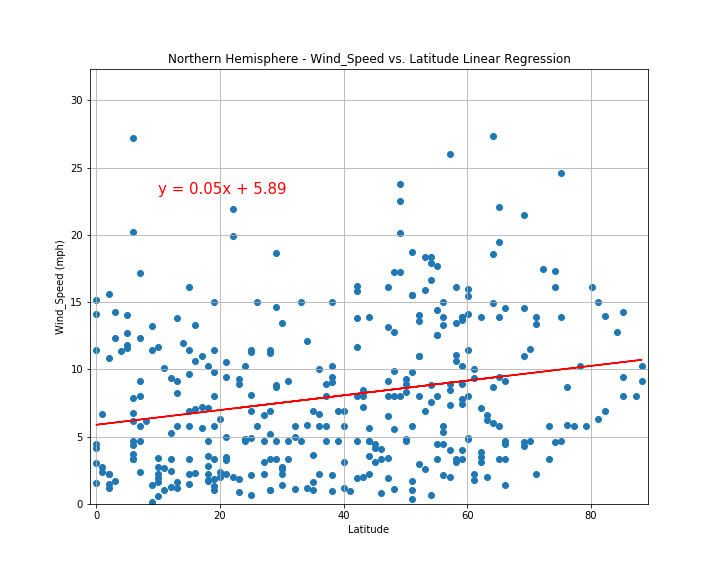 Northern Hemisphere - Wind_Speed vs. Latitude Linear Regression
30
25
y = 0.05x + 5.89
20
15
10
5
0
Wind_Speed (mph)
0 20 40 60 80
Latitude